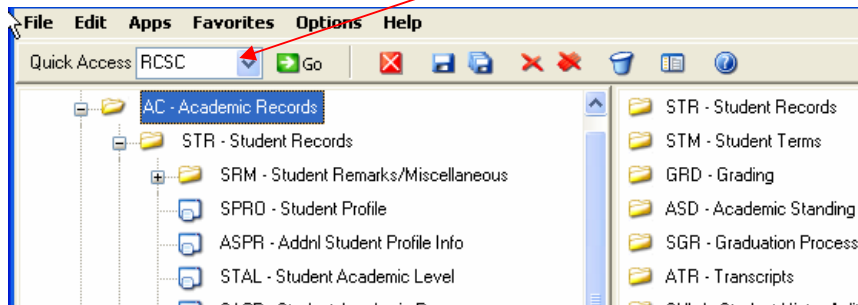 File Edit Apps Favorites Options Help
Quick Access RCSC Go
AC - Academic Records
STR - Student Records
SRM - Student Remarks/Miscellaneous
SPRO - Student Profile
ASPR - Addnl Student Profile Info
STAL - Student Academic Level
STR - Student Records
STM - Student Terms
GRD - Grading
ASD - Academic Standing
SGR - Graduation Process
ATR - Transcripts